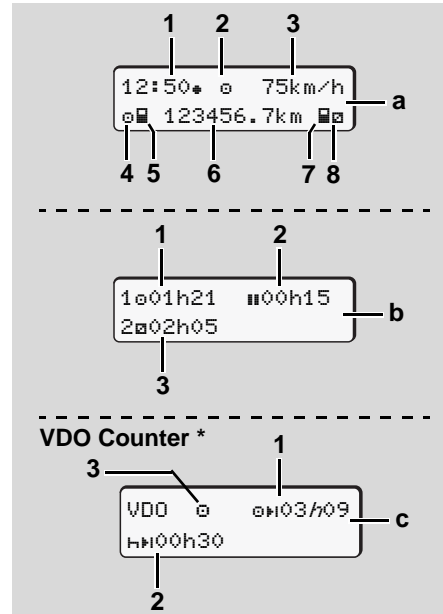 1 2 3
12:50● ⊙ 75km/h
a
⊙ 123456.7km
4 5 6 7 8
1 2
1⊙01h21 00h15
b
2⧄02h05
3
VDO Counter *
3 1
VDO ⊙ ⊙03h09
c
00h30
2